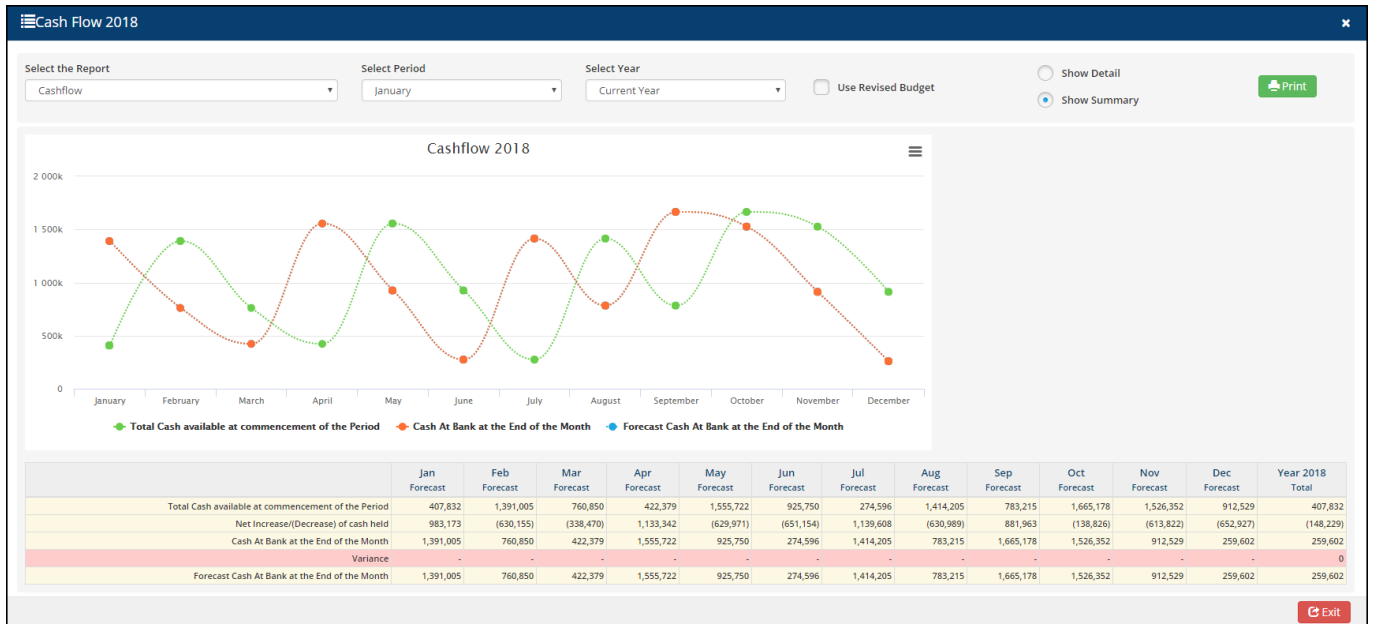 Cash Flow 2018
Select the Report
Select Period
Select Year
Cashflow
January
Current Year
Use Revised Budget
Show Detail
Show Summary
Print
Cashflow 2018
2 000k
1 500k
1 000k
500k
0
January February March April May June July August September October November December
Total Cash available at commencement of the Period Cash At Bank at the End of the Month Forecast Cash At Bank at the End of the Month
Jan Feb Mar Apr May Jun Jul Aug Sep Oct Nov Dec Year 2018
Forecast Forecast Forecast Forecast Forecast Forecast Forecast Forecast Forecast Forecast Forecast Forecast Total
Total Cash available at commencement of the Period 407,832 1,391,005 760,850 422,379 1,555,722 925,750 274,596 1,414,205 783,215 1,665,178 1,526,352 912,529 407,832
Net Increase/(Decrease) of cash held 983,173 (630,155) (338,470) 1,133,342 (629,971) (651,154) 1,139,608 (630,989) 881,963 (138,826) (613,822) (652,927) (148,229)
Cash At Bank at the End of the Month 1,391,005 760,850 422,379 1,555,722 925,750 274,596 1,414,205 783,215 1,665,178 1,526,352 912,529 259,602 259,602
Variance - - - - - - - - - - - - 0
Forecast Cash At Bank at the End of the Month 1,391,005 760,850 422,379 1,555,722 925,750 274,596 1,414,205 783,215 1,665,178 1,526,352 912,529 259,602 259,602
Exit